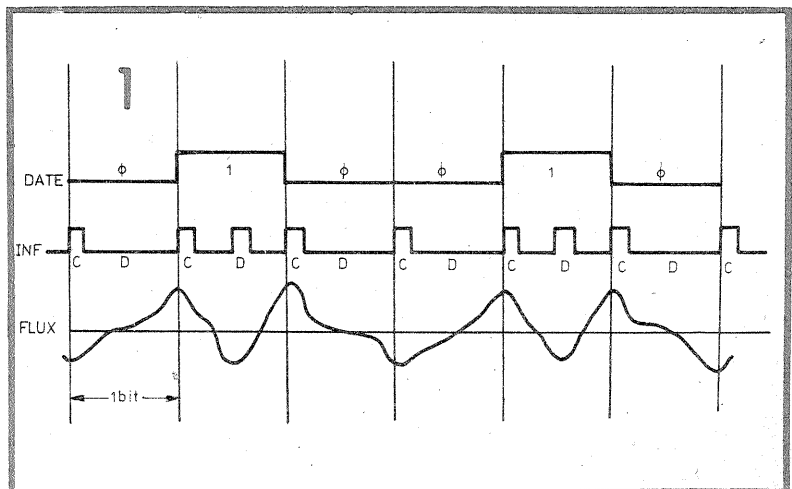 1
DATE ϕ 1 ϕ ϕ 1 ϕ
INF C D C D C D C D C D C D C
FLUX
1bit